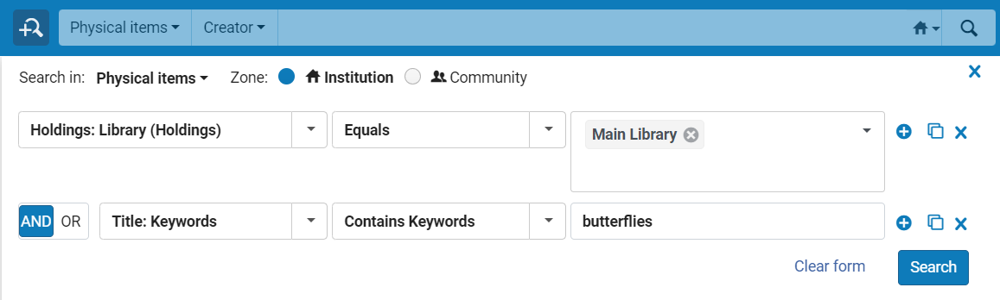 Physical items Creator
Search in: Physical items Zone: Institution Community
Holdings: Library (Holdings) Equals Main Library
AND OR Title: Keywords Contains Keywords butterflies
Clear form Search